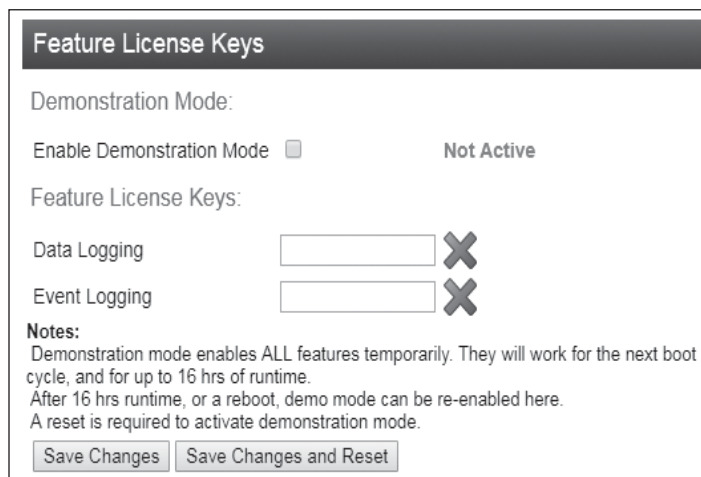 Feature License Keys
Demonstration Mode:
Enable Demonstration Mode Not Active
Feature License Keys:
Data Logging
Event Logging
Notes:
Demonstration mode enables ALL features temporarily. They will work for the next boot
cycle, and for up to 16 hrs of runtime.
After 16 hrs runtime, or a reboot, demo mode can be re-enabled here.
A reset is required to activate demonstration mode.
Save Changes Save Changes and Reset